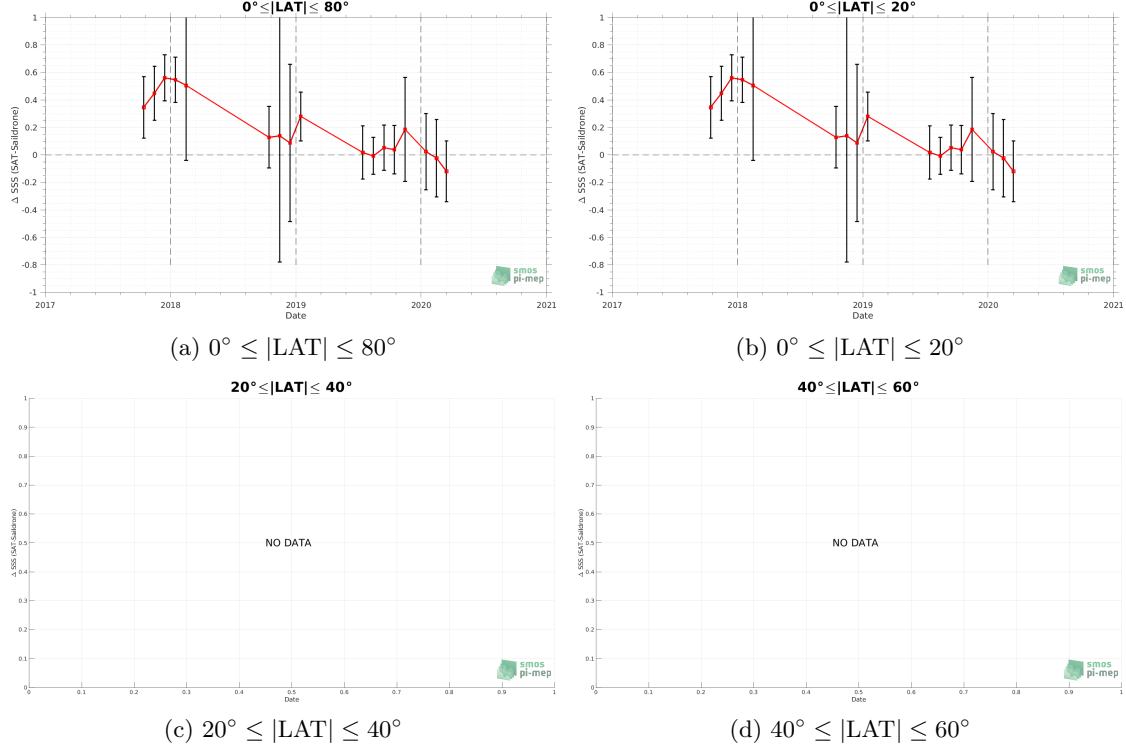 0°≤|LAT|≤ 80°
1
0.8
0.6
0.4
0.2
0
-0.2
-0.4
-0.6
-0.8
-1
Δ SSS (SAT-Saildrone)
2017
2018
2019
2020
2021
Date
smos
pi-mep
(a) 0° ≤ |LAT| ≤ 80°
0°≤|LAT|≤ 20°
1
0.8
0.6
0.4
0.2
0
-0.2
-0.4
-0.6
-0.8
-1
Δ SSS (SAT-Saildrone)
2017
2018
2019
2020
2021
Date
smos
pi-mep
(b) 0° ≤ |LAT| ≤ 20°
20°≤|LAT|≤ 40°
1
0.9
0.8
0.7
0.6
0.5
0.4
0.3
0.2
0.1
0
Δ SSS (SAT-Saildrone)
NO DATA
0
0.1
0.2
0.3
0.4
0.5
0.6
0.7
0.8
0.9
1
Date
smos
pi-mep
(c) 20° ≤ |LAT| ≤ 40°
40°≤|LAT|≤ 60°
1
0.9
0.8
0.7
0.6
0.5
0.4
0.3
0.2
0.1
0
Δ SSS (SAT-Saildrone)
NO DATA
0
0.1
0.2
0.3
0.4
0.5
0.6
0.7
0.8
0.9
1
Date
smos
pi-mep
(d) 40° ≤ |LAT| ≤ 60°